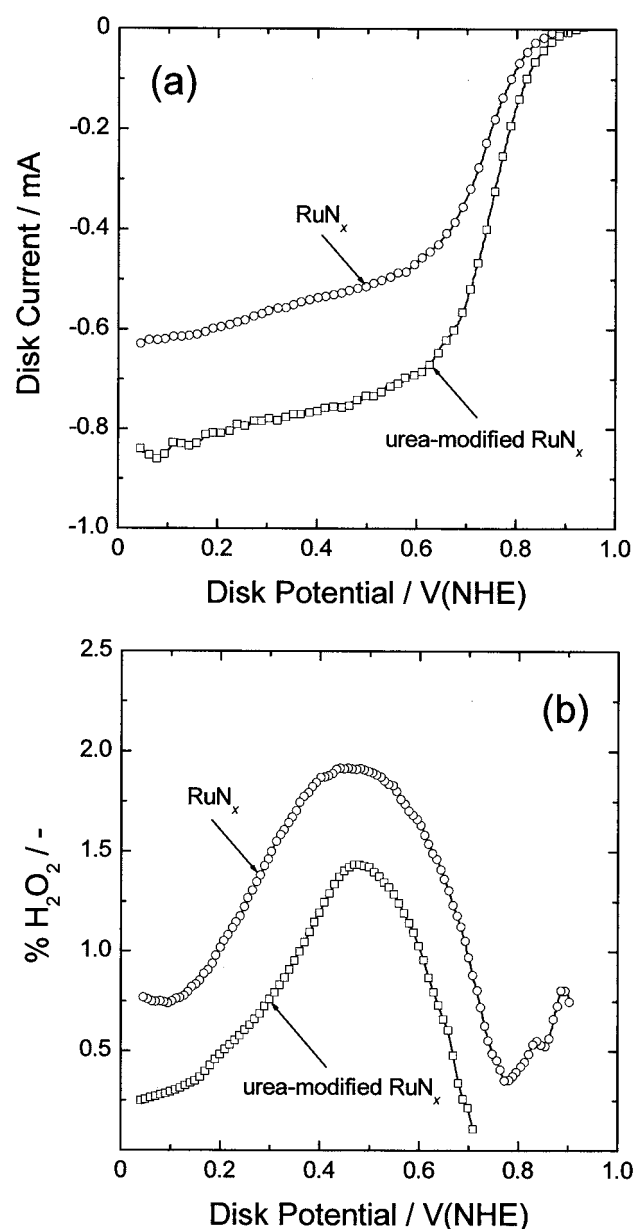 (a)
0
-0.2
-0.4
-0.6
-0.8
-1.0
Disk Current / mA
RuNₓ
urea-modified RuNₓ
0 0.2 0.4 0.6 0.8 1.0
Disk Potential / V(NHE)
(b)
2.5
2.0
1.5
1.0
0.5
% H₂O₂ / -
RuNₓ
urea-modified RuNₓ
0 0.2 0.4 0.6 0.8 1.0
Disk Potential / V(NHE)